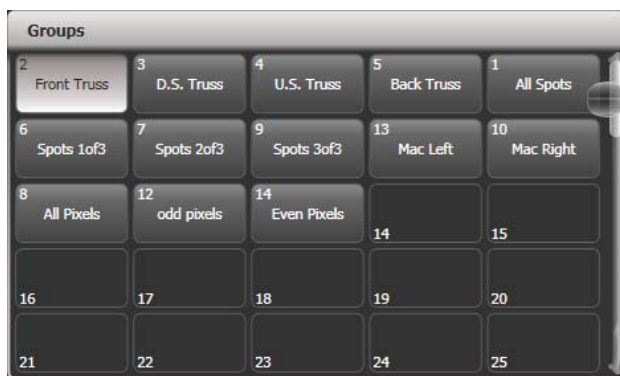 Groups
2 3 4 5 1
Front Truss D.S. Truss U.S. Truss Back Truss All Spots
6 7 9 13 10
Spots 1of3 Spots 2of3 Spots 3of3 Mac Left Mac Right
8 12 14
All Pixels odd pixels Even Pixels
14 15
16 17 18 19 20
21 22 23 24 25